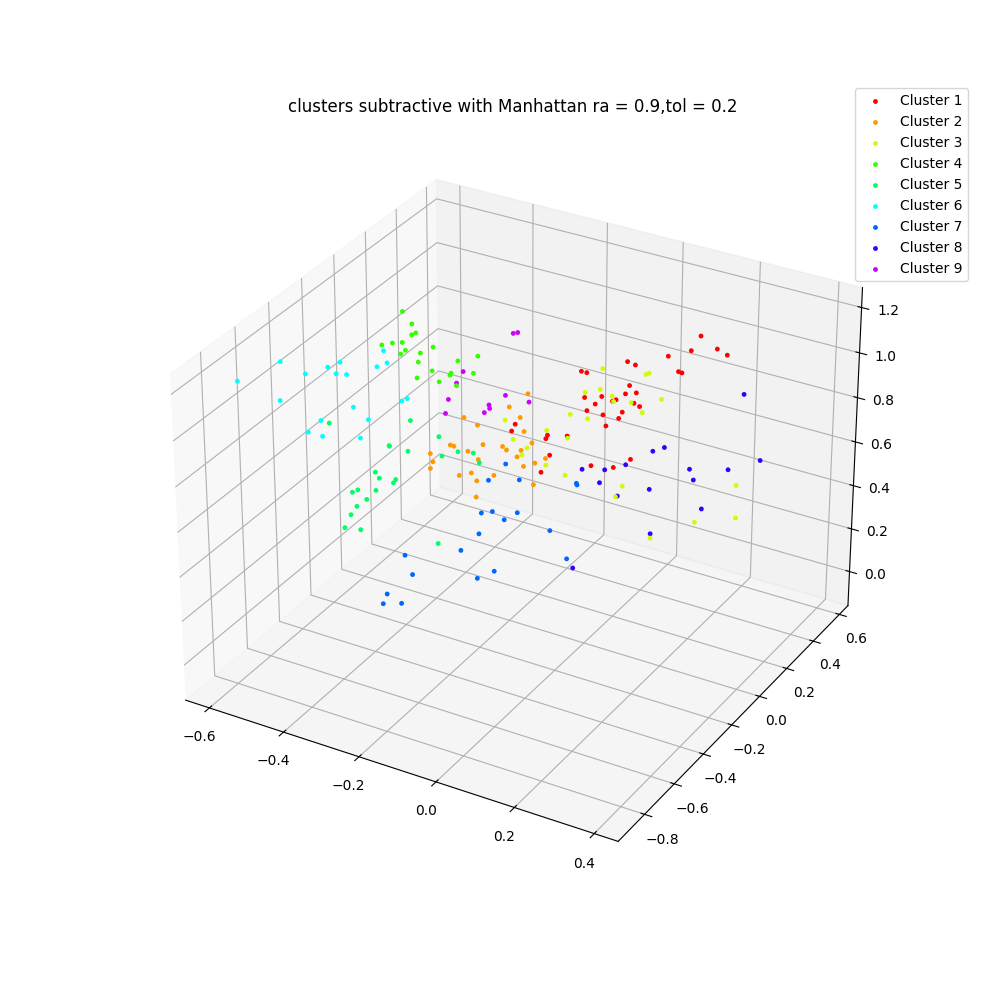 clusters subtractive with Manhattan ra = 0.9,tol = 0.2
Cluster 1
Cluster 2
Cluster 3
Cluster 4
Cluster 5
Cluster 6
Cluster 7
Cluster 8
Cluster 9
1.2
1.0
0.8
0.6
0.4
0.2
0.0
0.6
0.4
0.2
0.0
−0.2
−0.4
−0.6
−0.8
−0.6
−0.4
−0.2
0.0
0.2
0.4